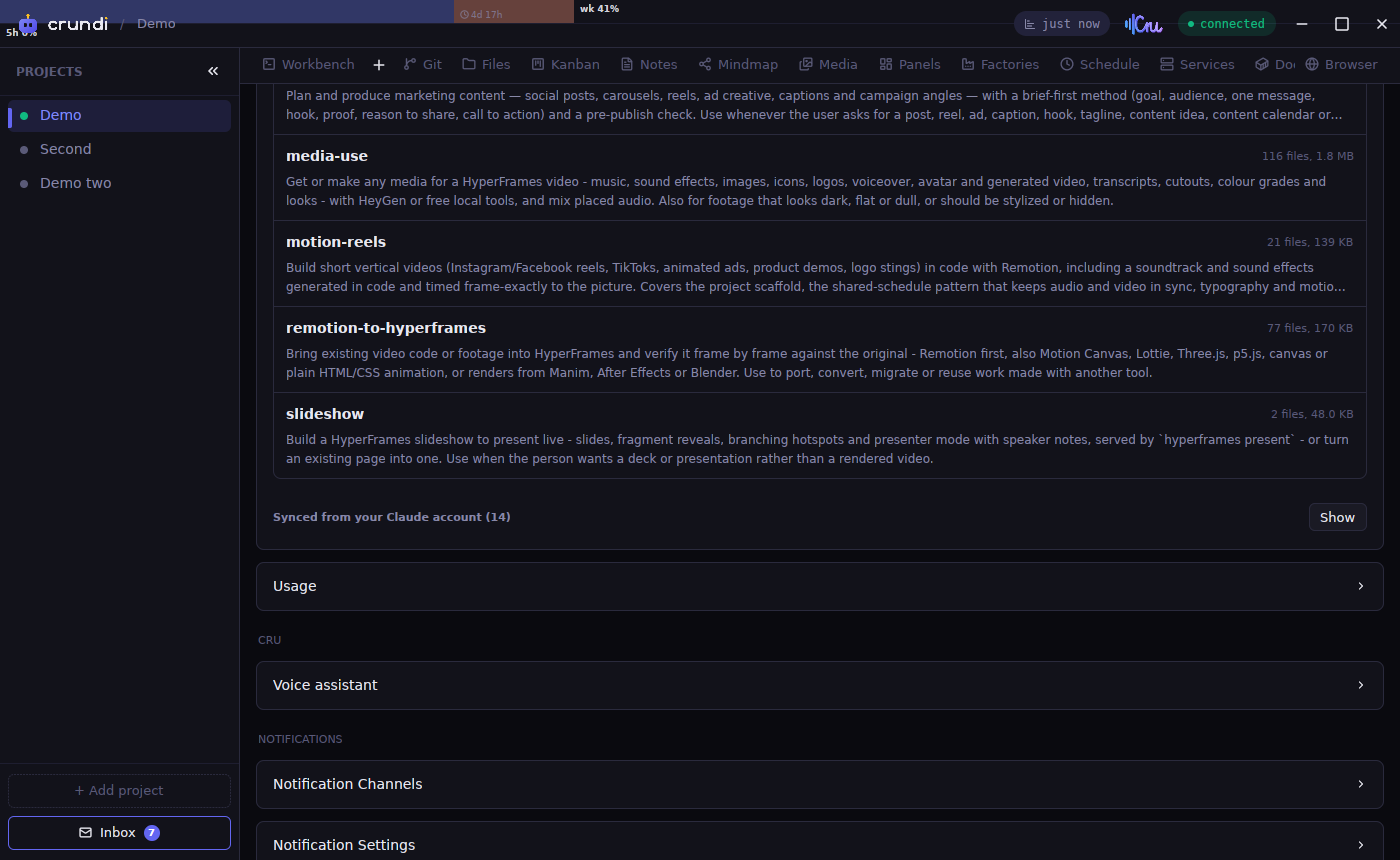 4d 17h
wk 41%
5h 6%
crundi / Demo
just now
Cru
connected
PROJECTS
Workbench
Git
Files
Kanban
Notes
Mindmap
Media
Panels
Factories
Schedule
Services
Doc
Browser
Demo
Second
Demo two
Plan and produce marketing content — social posts, carousels, reels, ad creative, captions and campaign angles — with a brief-first method (goal, audience, one message,
hook, proof, reason to share, call to action) and a pre-publish check. Use whenever the user asks for a post, reel, ad, caption, hook, tagline, content idea, content calendar or…
media-use
116 files, 1.8 MB
Get or make any media for a HyperFrames video - music, sound effects, images, icons, logos, voiceover, avatar and generated video, transcripts, cutouts, colour grades and
looks - with HeyGen or free local tools, and mix placed audio. Also for footage that looks dark, flat or dull, or should be stylized or hidden.
motion-reels
21 files, 139 KB
Build short vertical videos (Instagram/Facebook reels, TikToks, animated ads, product demos, logo stings) in code with Remotion, including a soundtrack and sound effects
generated in code and timed frame-exactly to the picture. Covers the project scaffold, the shared-schedule pattern that keeps audio and video in sync, typography and motio…
remotion-to-hyperframes
77 files, 170 KB
Bring existing video code or footage into HyperFrames and verify it frame by frame against the original - Remotion first, also Motion Canvas, Lottie, Three.js, p5.js, canvas or
plain HTML/CSS animation, or renders from Manim, After Effects or Blender. Use to port, convert, migrate or reuse work made with another tool.
slideshow
2 files, 48.0 KB
Build a HyperFrames slideshow to present live - slides, fragment reveals, branching hotspots and presenter mode with speaker notes, served by `hyperframes present` - or turn
an existing page into one. Use when the person wants a deck or presentation rather than a rendered video.
Synced from your Claude account (14)
Show
Usage
CRU
Voice assistant
NOTIFICATIONS
Notification Channels
Notification Settings
+ Add project
Inbox 7